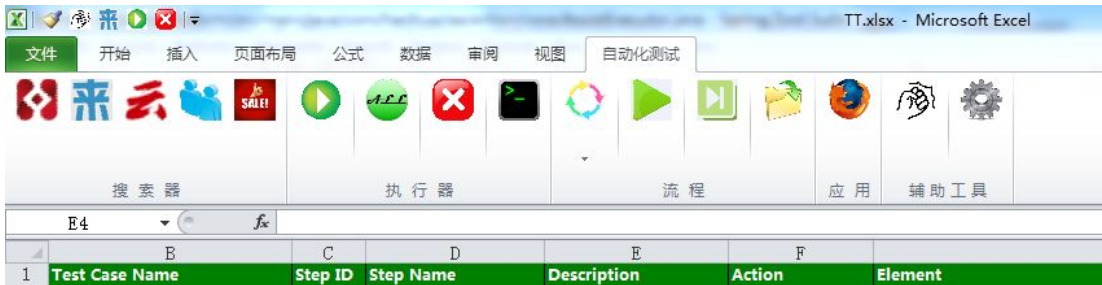 TT.xlsx - Microsoft Excel
文件 开始 插入 页面布局 公式 数据 审阅 视图 自动化测试
来 云 SALE! ALL >_
搜索器 执行器 流程 应用 辅助工具
E4 fx
B C D E F
1 Test Case Name Step ID Step Name Description Action Element